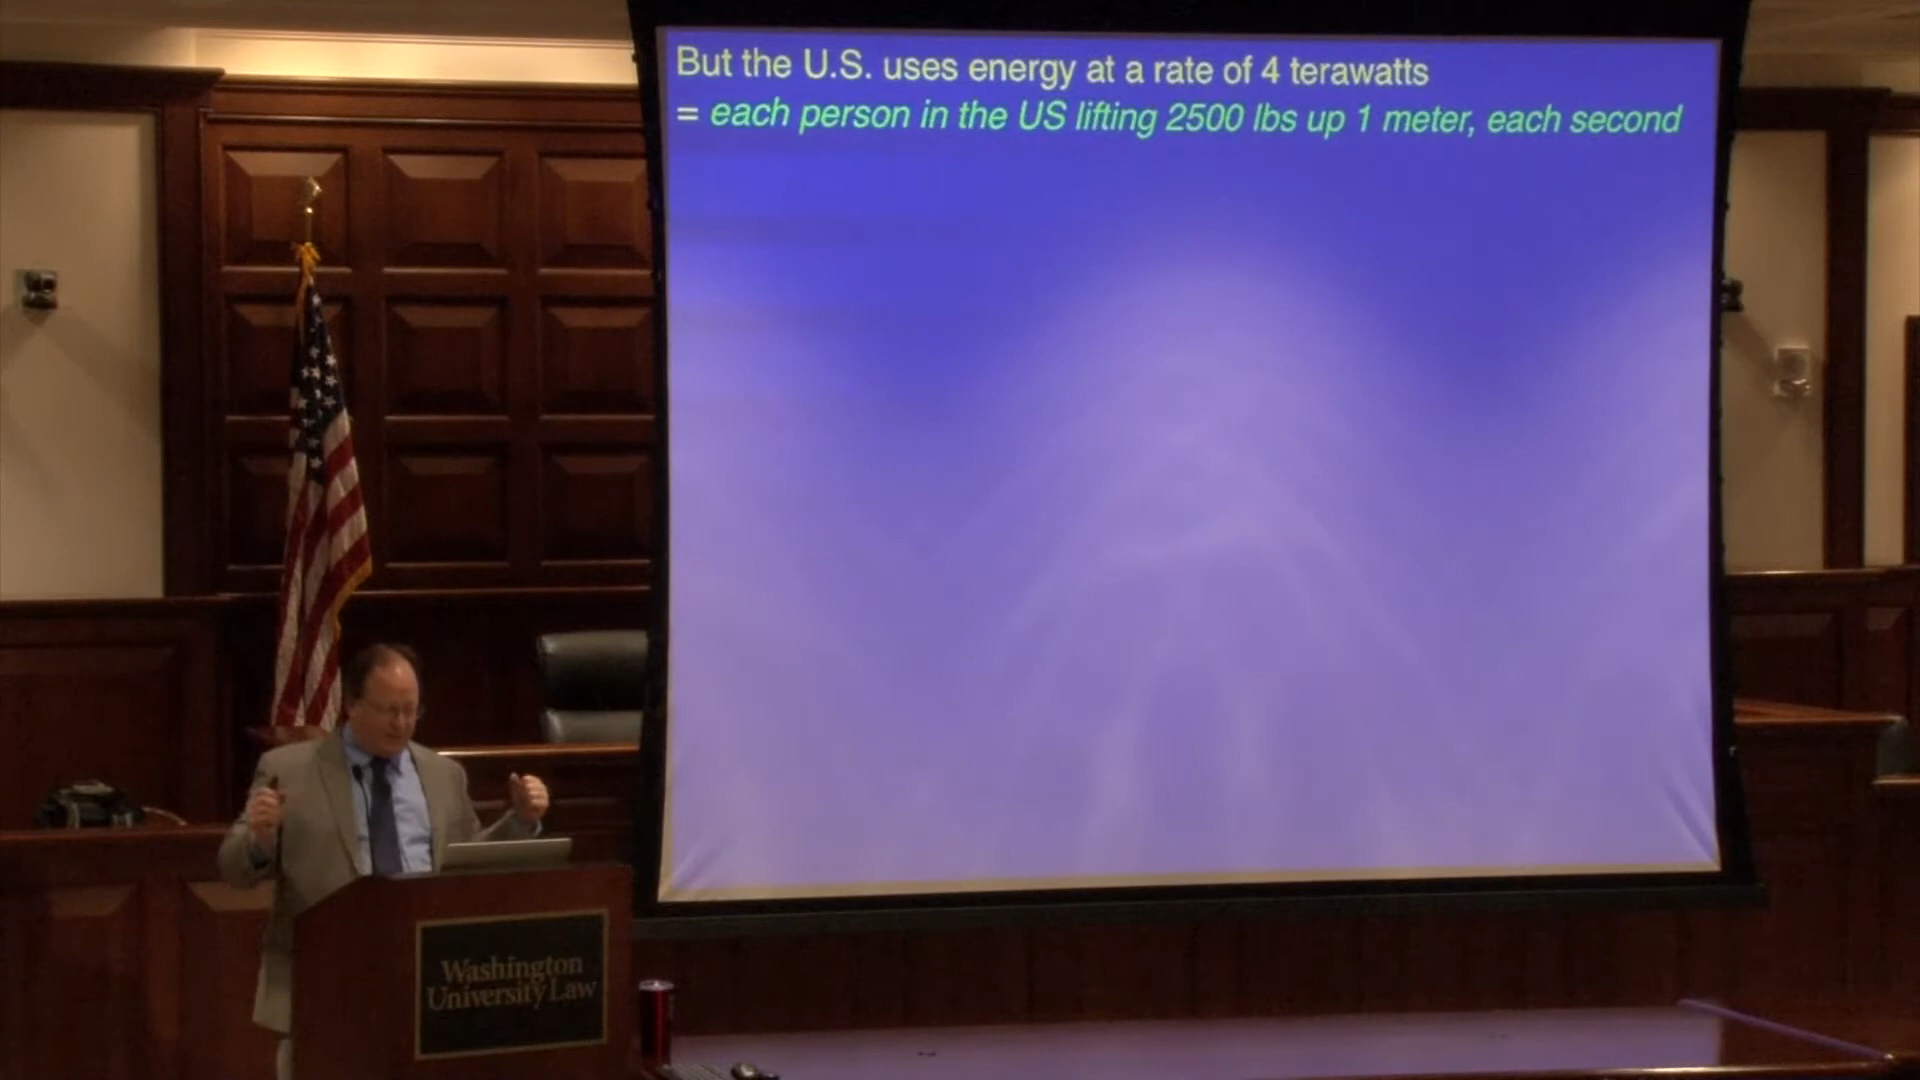 But the U.S. uses energy at a rate of 4 terawatts
= each person in the US lifting 2500 lbs up 1 meter, each second
Washington
University Law